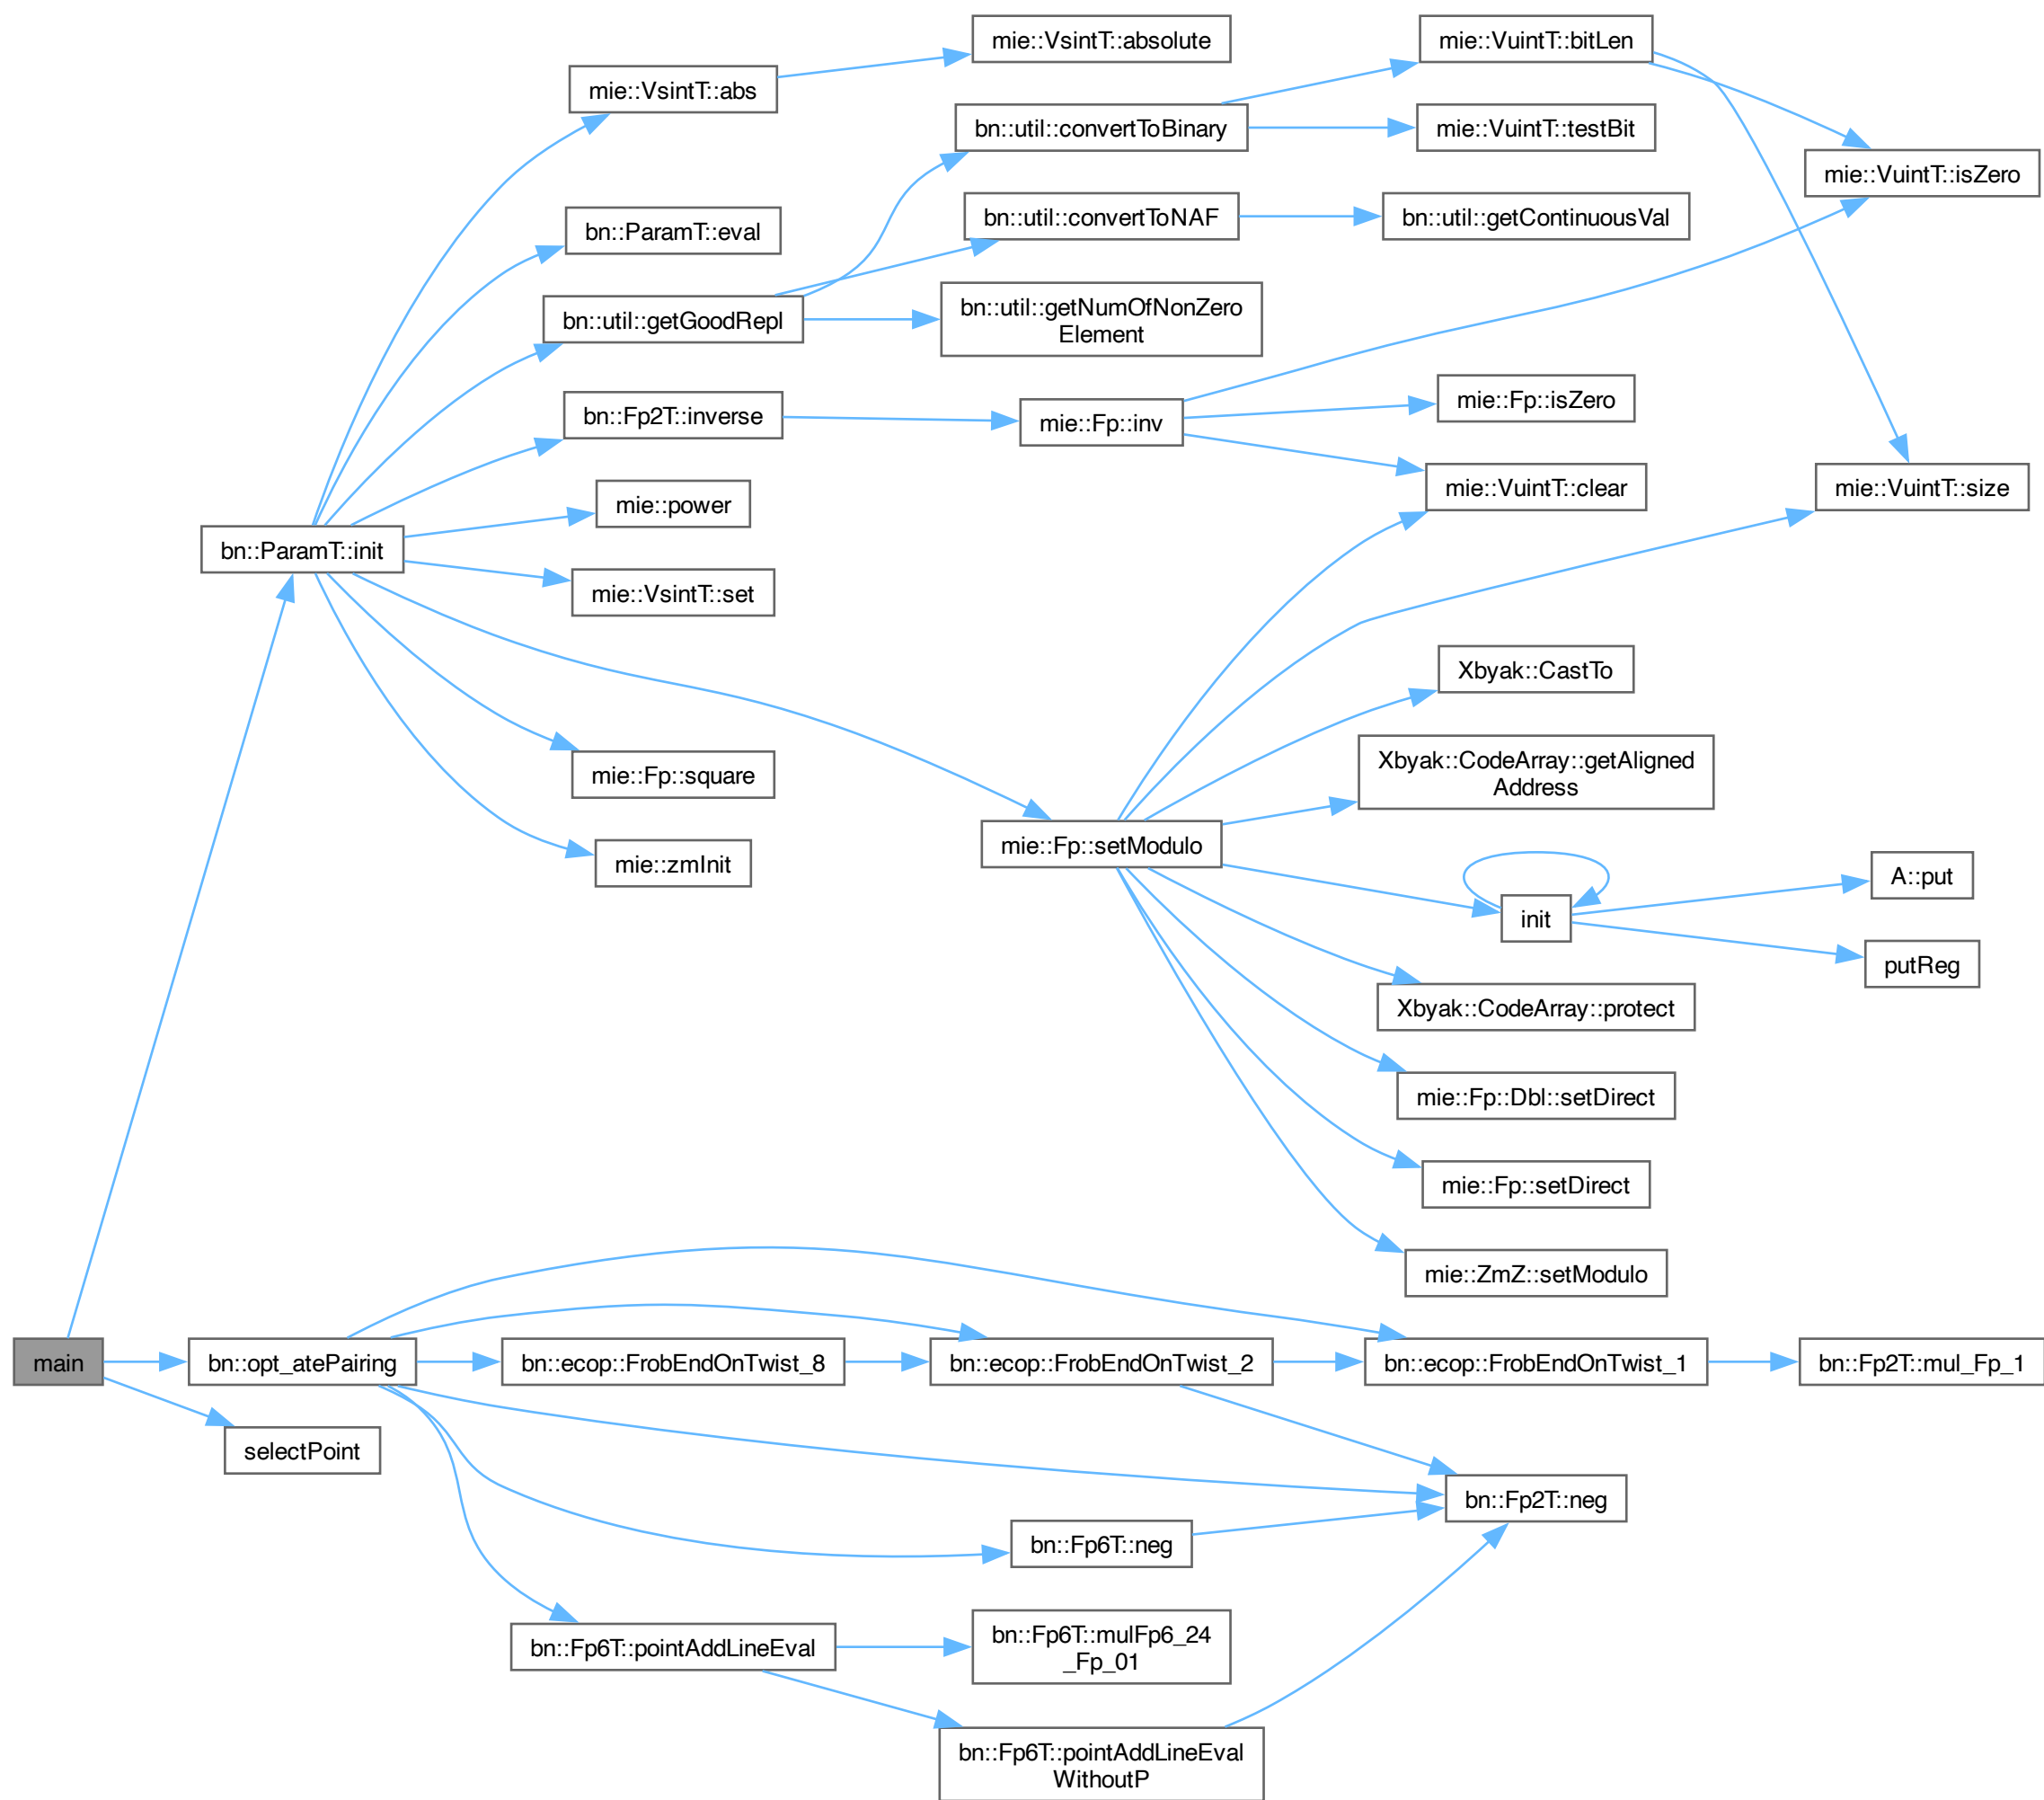 mie::VsintT::absolute
mie::VuintT::bitLen
mie::VsintT::abs
bn::util::convertToBinary
mie::VuintT::testBit
mie::VuintT::isZero
bn::util::convertToNAF
bn::util::getContinuousVal
bn::ParamT::eval
bn::util::getGoodRepl
bn::util::getNumOfNonZero
Element
bn::Fp2T::inverse
mie::Fp::inv
mie::Fp::isZero
mie::VuintT::clear
mie::VuintT::size
mie::power
bn::ParamT::init
mie::VsintT::set
Xbyak::CastTo
mie::Fp::square
Xbyak::CodeArray::getAligned
Address
mie::zmInit
mie::Fp::setModulo
A::put
init
putReg
Xbyak::CodeArray::protect
mie::Fp::Dbl::setDirect
mie::Fp::setDirect
mie::ZmZ::setModulo
main
bn::opt_atePairing
bn::ecop::FrobEndOnTwist_8
bn::ecop::FrobEndOnTwist_2
bn::ecop::FrobEndOnTwist_1
bn::Fp2T::mul_Fp_1
selectPoint
bn::Fp2T::neg
bn::Fp6T::neg
bn::Fp6T::pointAddLineEval
bn::Fp6T::mulFp6_24
_Fp_01
bn::Fp6T::pointAddLineEval
WithoutP